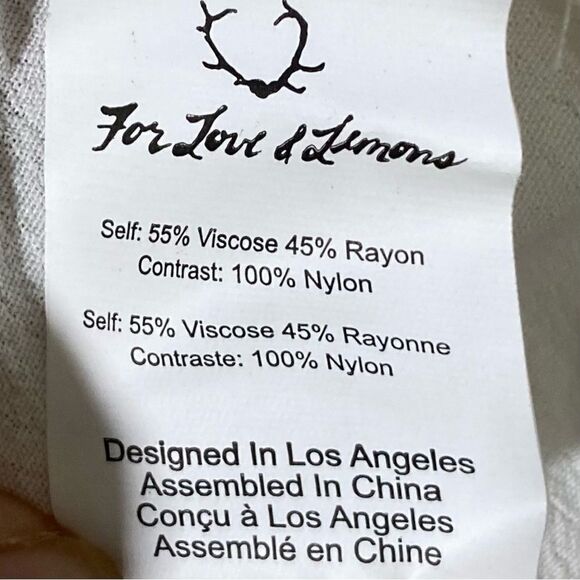 For Love & Lemons
Self: 55% Viscose 45% Rayon
Contrast: 100% Nylon
Self: 55% Viscose 45% Rayonne
Contraste: 100% Nylon
Designed In Los Angeles
Assembled In China
Conçu à Los Angeles
Assemblé en Chine